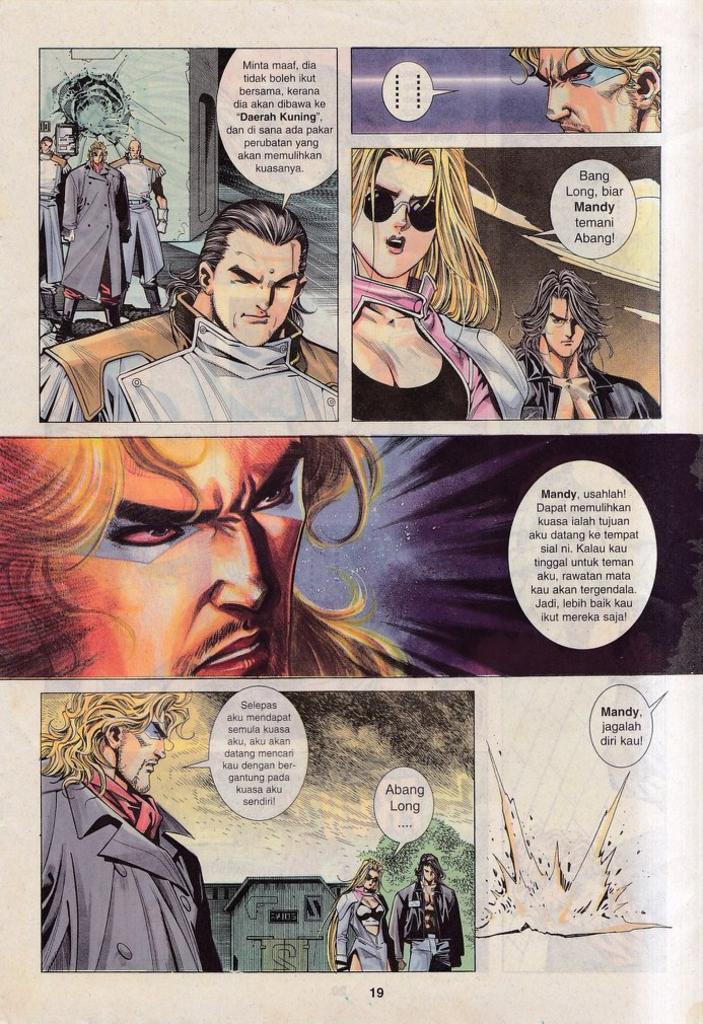 Minta maaf, dia
tidak boleh ikut
bersama, kerana
dia akan dibawa ke
"Daerah Kuning",
dan di sana ada pakar
perubatan yang
akan memulihkan
kuasanya.
Bang
Long, biar
Mandy
temani
Abang!
Mandy, usahlah!
Dapat memulihkan
kuasa ialah tujuan
aku datang ke tempat
sial ni. Kalau kau
tinggal untuk teman
aku, rawatan mata
kau akan tergendala.
Jadi, lebih baik kau
ikut mereka saja!
Selepas
aku mendapat
semula kuasa
aku, aku akan
datang mencari
kau dengan ber-
gantung pada
kuasa aku
sendiri!
Abang
Long
....
Mandy,
jagalah
diri kau!
19